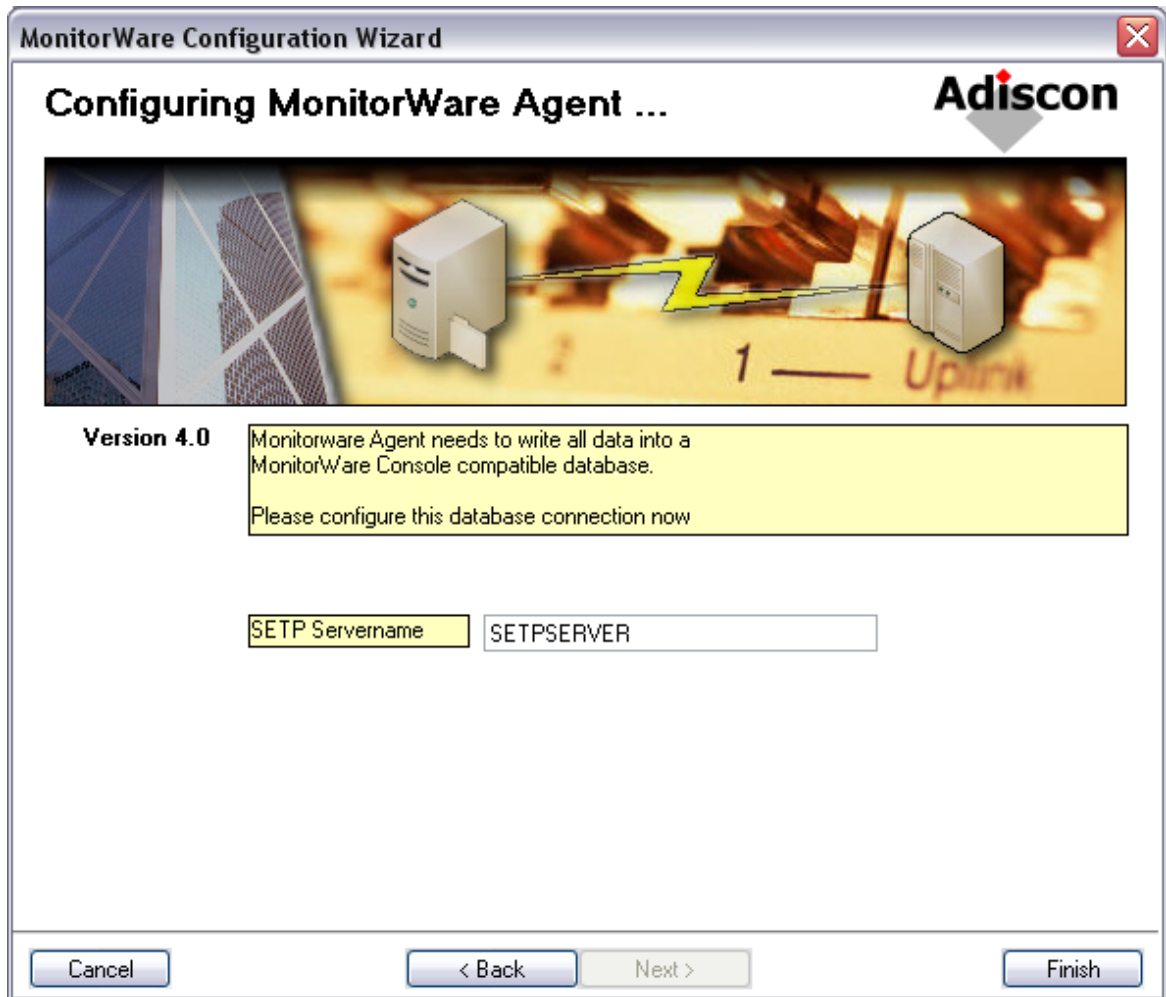 MonitorWare Configuration Wizard
Configuring MonitorWare Agent ...
Adiscon
2
1
Uplink
Version 4.0
Monitorware Agent needs to write all data into a
MonitorWare Console compatible database.
Please configure this database connection now
SETP Servername
SETPSERVER
Cancel
< Back
Next >
Finish